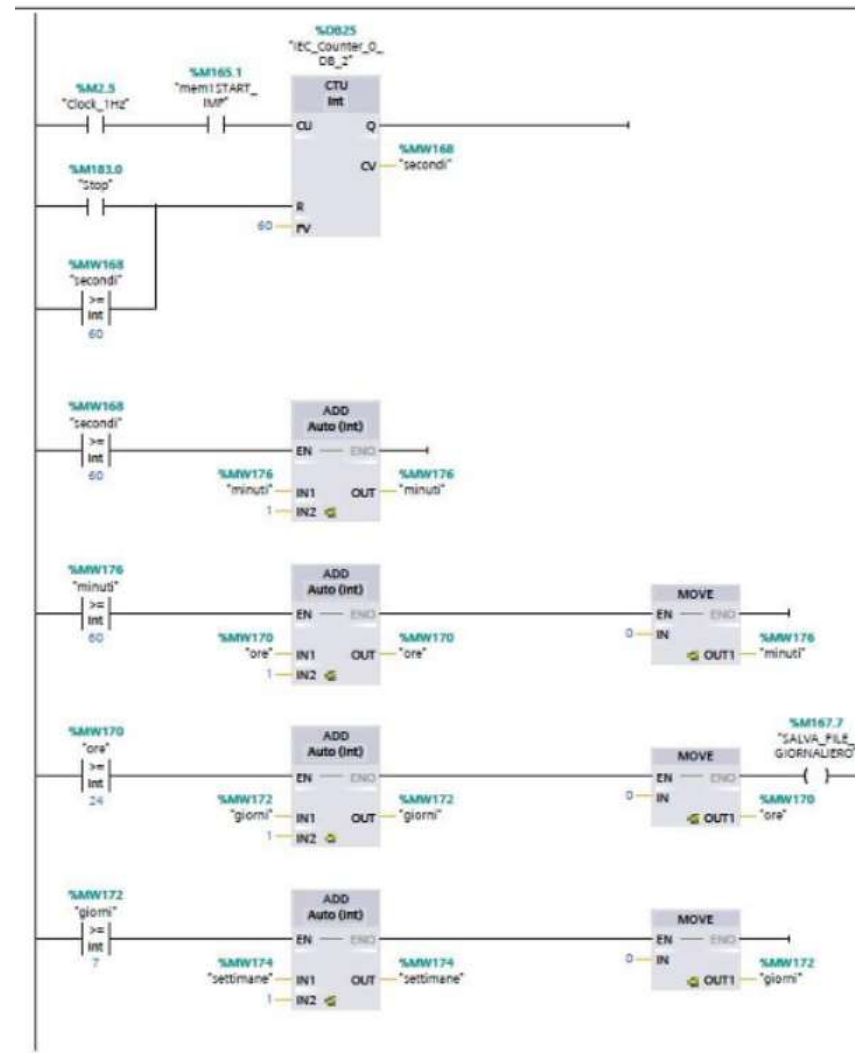 %DB25
"IEC_Counter_0_
DB_2"
%M2.5
"Clock_1Hz"
%M165.1
"mem1START_
IMP"
CTU
Int
CU
Q
%MW168
CV
"secondi"
%M183.0
"Stop"
R
60
PV
%MW168
"secondi"
>=
Int
60
%MW168
"secondi"
>=
Int
60
ADD
Auto (Int)
EN
ENO
%MW176
"minuti"
IN1
OUT
%MW176
"minuti"
1
IN2
%MW176
"minuti"
>=
Int
60
ADD
Auto (Int)
EN
ENO
%MW170
"ore"
IN1
OUT
%MW170
"ore"
1
IN2
MOVE
EN
ENO
0
IN
%MW176
OUT1
"minuti"
%MW170
"ore"
>=
Int
24
ADD
Auto (Int)
EN
ENO
%MW172
"giorni"
IN1
OUT
%MW172
"giorni"
1
IN2
MOVE
EN
ENO
0
IN
%MW170
OUT1
"ore"
%M167.7
"SALVA_FILE_
GIORNALIERO"
%MW172
"giorni"
>=
Int
7
ADD
Auto (Int)
EN
ENO
%MW174
"settimane"
IN1
OUT
%MW174
"settimane"
1
IN2
MOVE
EN
ENO
0
IN
%MW172
OUT1
"giorni"